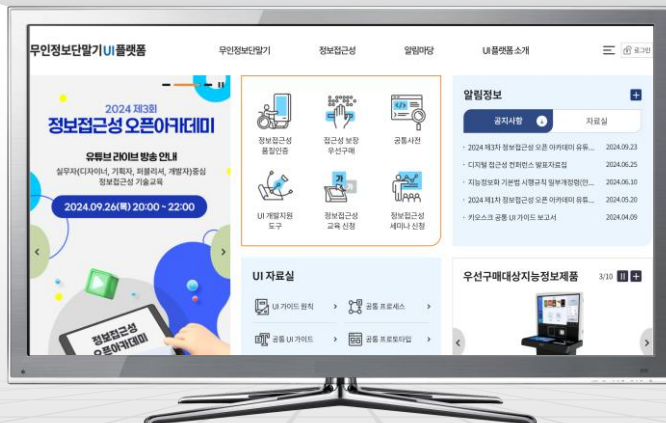 무인정보단말기UI플랫폼
무인정보단말기 정보접근성 알림마당 UI플랫폼소개 로그인
2024 제3회
정보접근성 오픈아카데미
유튜브 라이브 방송 안내
실무자(디자이너, 기획자, 퍼블리셔, 개발자)중심
정보접근성 기술교육
2024.09.26(목) 20:00 ~ 22:00
정보접근성
오픈아카데미
정보접근성
품질인증
접근성 보장
우선구매
공통사전
UI 개발지원
도구
정보접근성
교육 신청
정보접근성
세미나 신청
UI 자료실
UI 가이드 원칙
공통 프로세스
공통 UI 가이드
공통 프로토타입
알림정보
공지사항
자료실
2024 제3차 정보접근성 오픈 아카데미 유튜... 2024.09.23
디지털 접근성 컨퍼런스 발표자료집 2024.06.25
지능정보화 기본법 시행규칙 일부개정령(안... 2024.06.10
2024 제1차 정보접근성 오픈 아카데미 유튜... 2024.05.20
키오스크 공통 UI 가이드 보고서 2024.04.09
우선구매대상지능정보제품 3/10